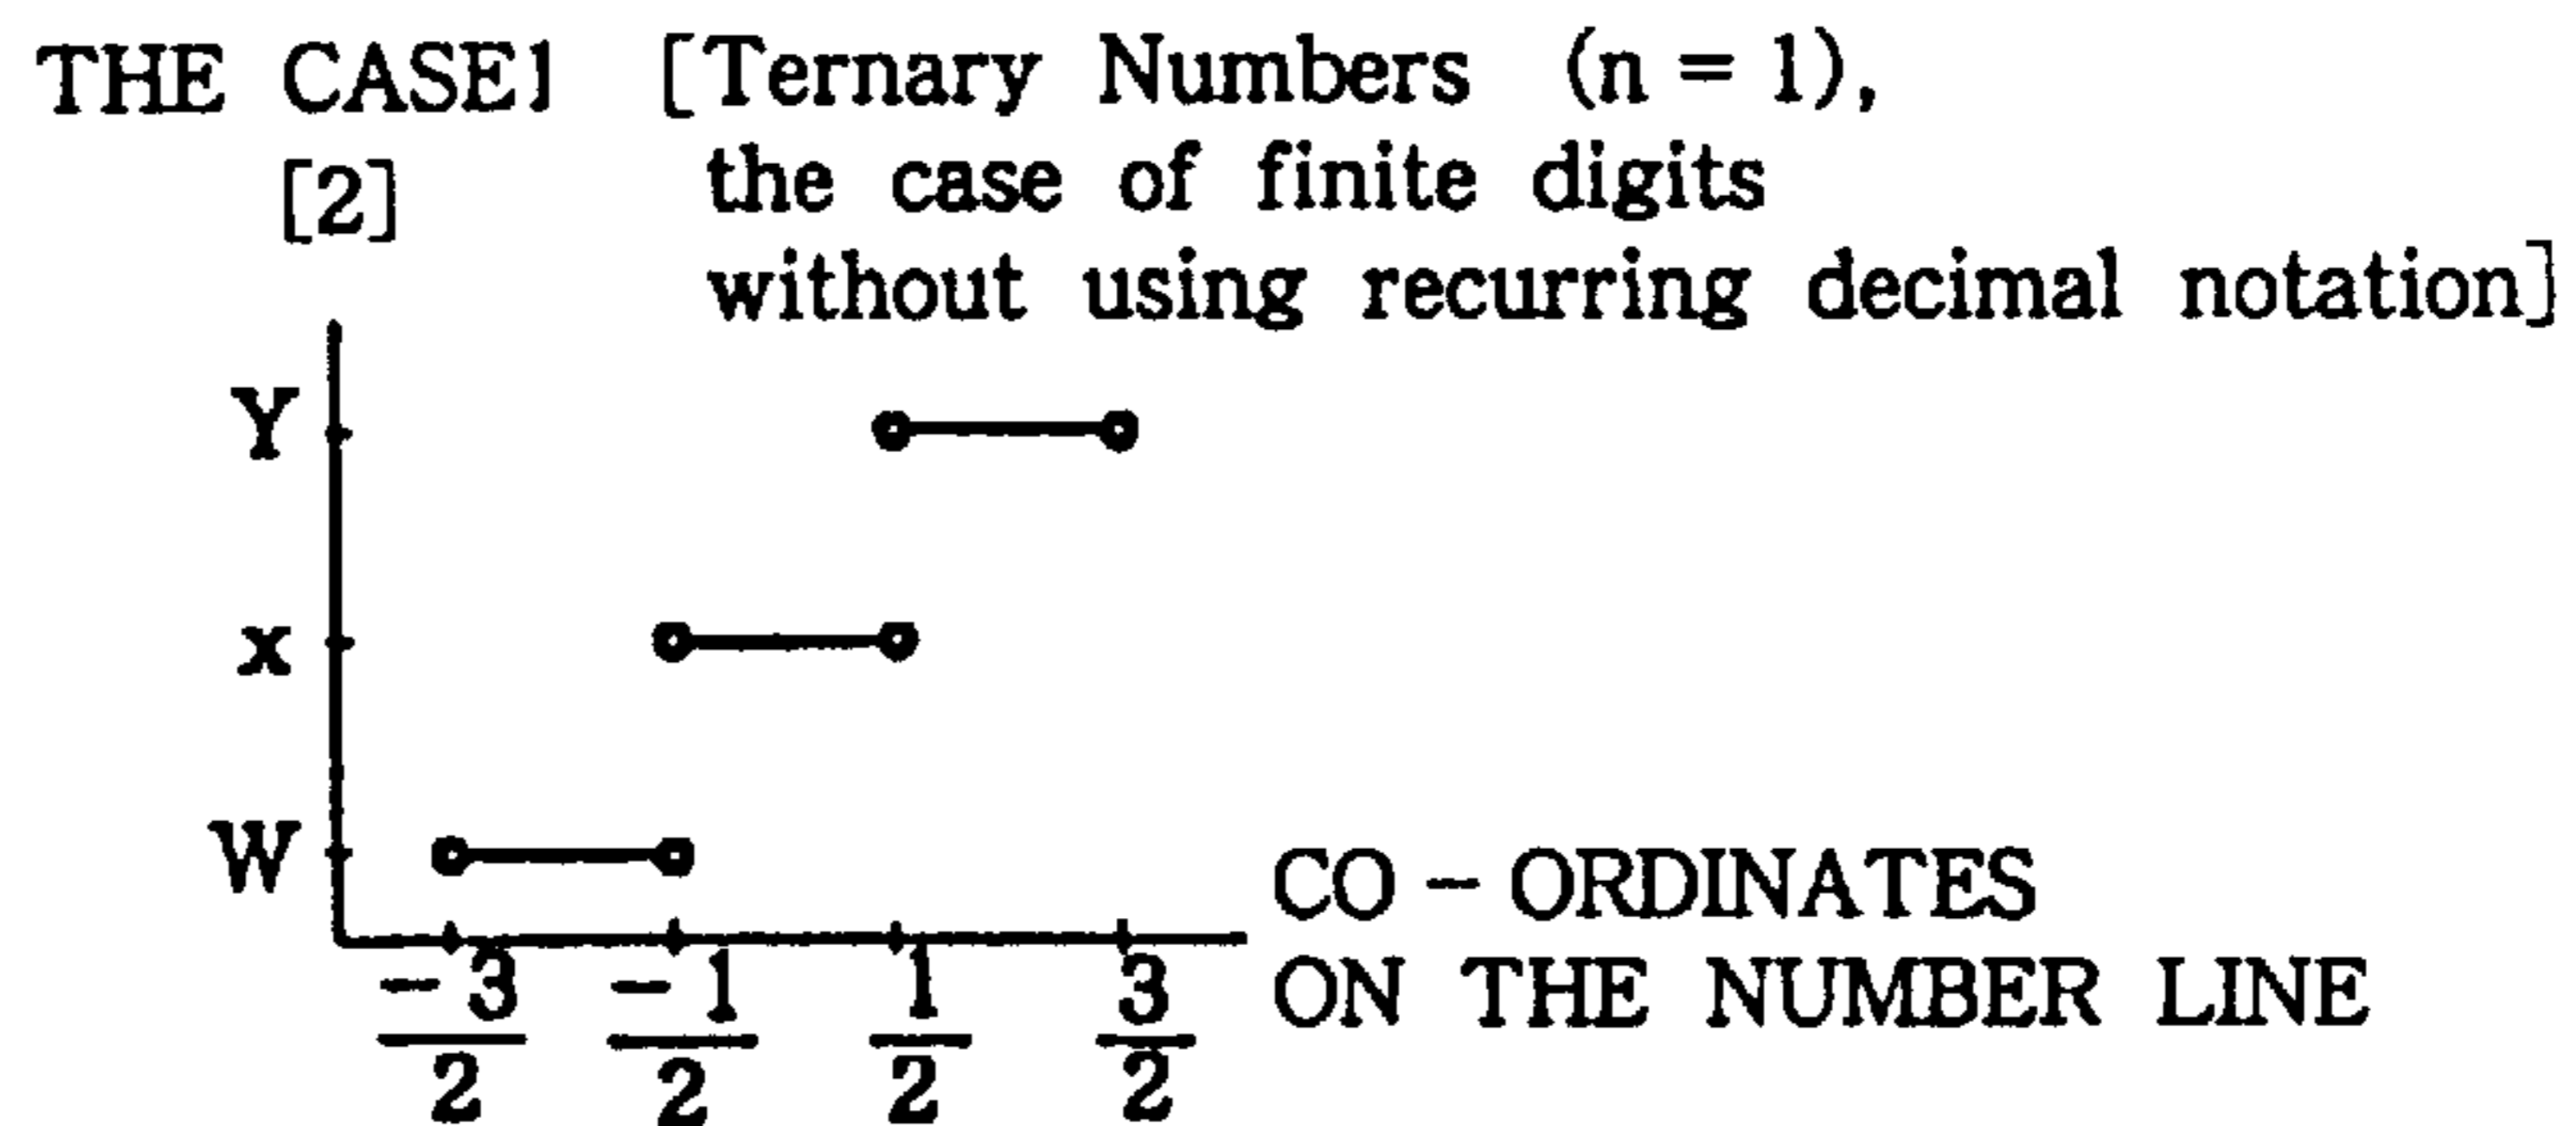 THE CASE1 [Ternary Numbers (n = 1),
[2] the case of finite digits
without using recurring decimal notation]
Y
x
W
CO – ORDINATES
ON THE NUMBER LINE
-3/2 -1/2 1/2 3/2